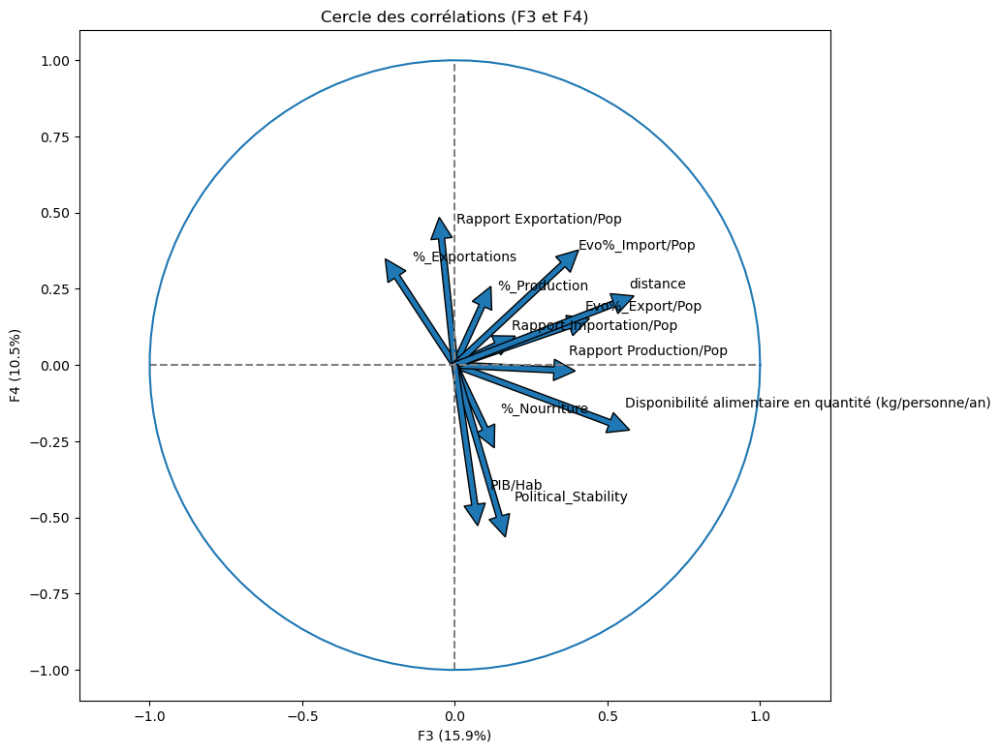 Cercle des corrélations (F3 et F4)
1.00
0.75
0.50
0.25
0.00
−0.25
−0.50
−0.75
−1.00
F4 (10.5%)
Rapport Exportation/Pop
Evo%_Import/Pop
%_Exportations
%_Production
distance
Evo%_Export/Pop
Rapport Importation/Pop
Rapport Production/Pop
Disponibilité alimentaire en quantité (kg/personne/an)
%_Nourriture
PIB/Hab
Political_Stability
−1.0
−0.5
0.0
0.5
1.0
F3 (15.9%)